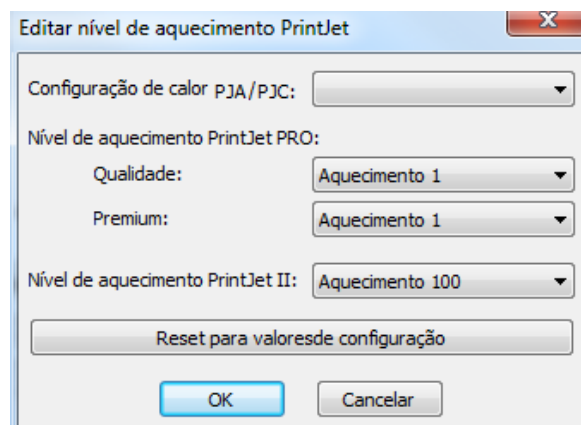 Editar nível de aquecimento PrintJet
Configuração de calor PJA/PJC:
Nível de aquecimento PrintJet PRO:
Qualidade: Aquecimento 1
Premium: Aquecimento 1
Nível de aquecimento PrintJet II: Aquecimento 100
Reset para valoresde configuração
OK Cancelar